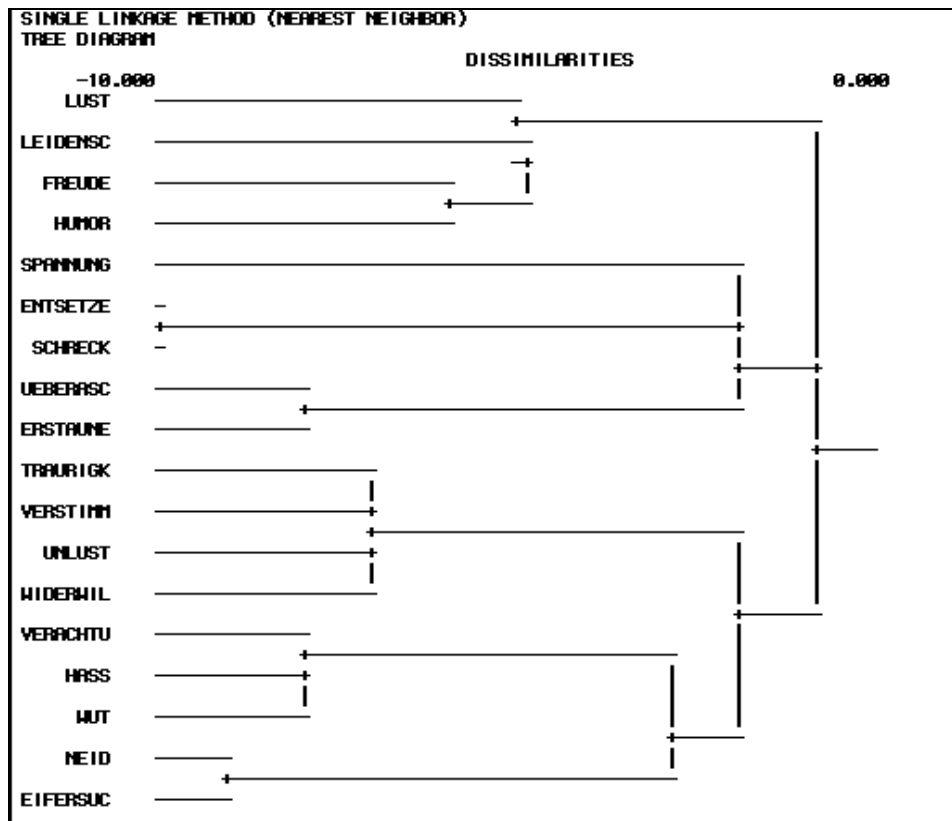 SINGLE LINKAGE METHOD (NEAREST NEIGHBOR)
TREE DIAGRAM
DISSIMILARITIES
-10.000 0.000
LUST
LEIDENSC
FREUDE
HUMOR
SPANNUNG
ENTSETZE
SCHRECK
UEBERASC
ERSTAUNE
TRAURIGK
VERSTIMM
UNLUST
WIDERWIL
VERACHTU
HASS
WUT
NEID
EIFERSUC